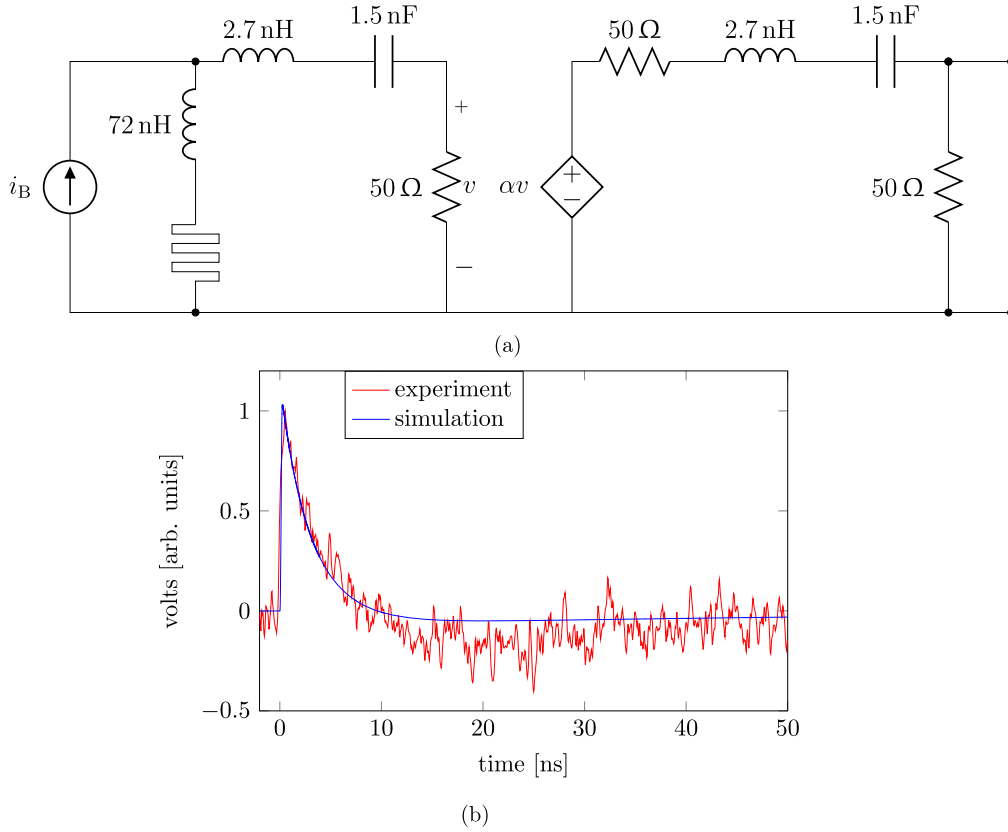 2.7 nH
1.5 nF
50 Ω
2.7 nH
1.5 nF
72 nH
+
i_B
50 Ω
v
αv
+
−
50 Ω
−
(a)
experiment
simulation
1
0.5
0
−0.5
volts [arb. units]
0
10
20
30
40
50
time [ns]
(b)